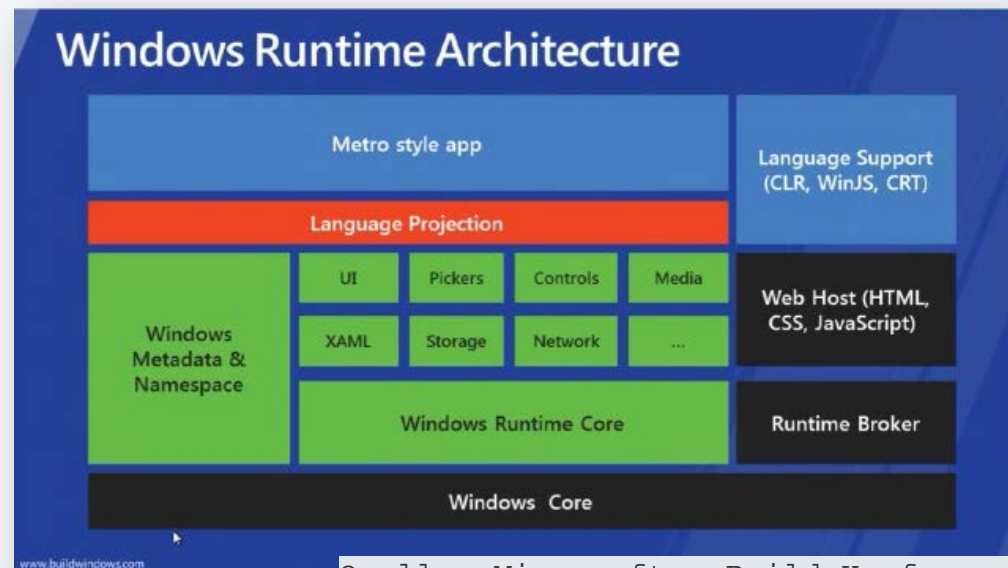 Windows Runtime Architecture
Metro style app
Language Support
(CLR, WinJS, CRT)
Language Projection
Windows
Metadata &
Namespace
UI
Pickers
Controls
Media
XAML
Storage
Network
...
Windows Runtime Core
Web Host (HTML,
CSS, JavaScript)
Runtime Broker
Windows Core
www.buildwindows.com